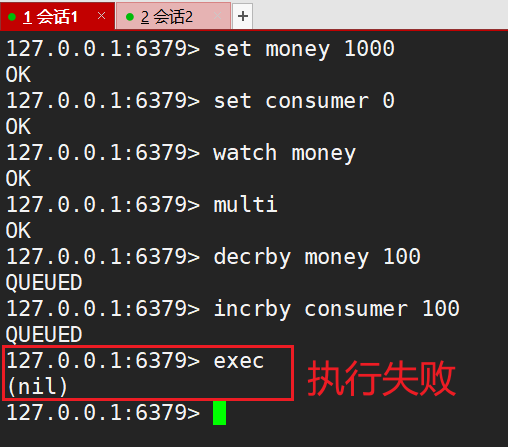 1 会话1 × 2 会话2 × +
127.0.0.1:6379> set money 1000
OK
127.0.0.1:6379> set consumer 0
OK
127.0.0.1:6379> watch money
OK
127.0.0.1:6379> multi
OK
127.0.0.1:6379> decrby money 100
QUEUED
127.0.0.1:6379> incrby consumer 100
QUEUED
127.0.0.1:6379> exec
(nil) 执行失败
127.0.0.1:6379>